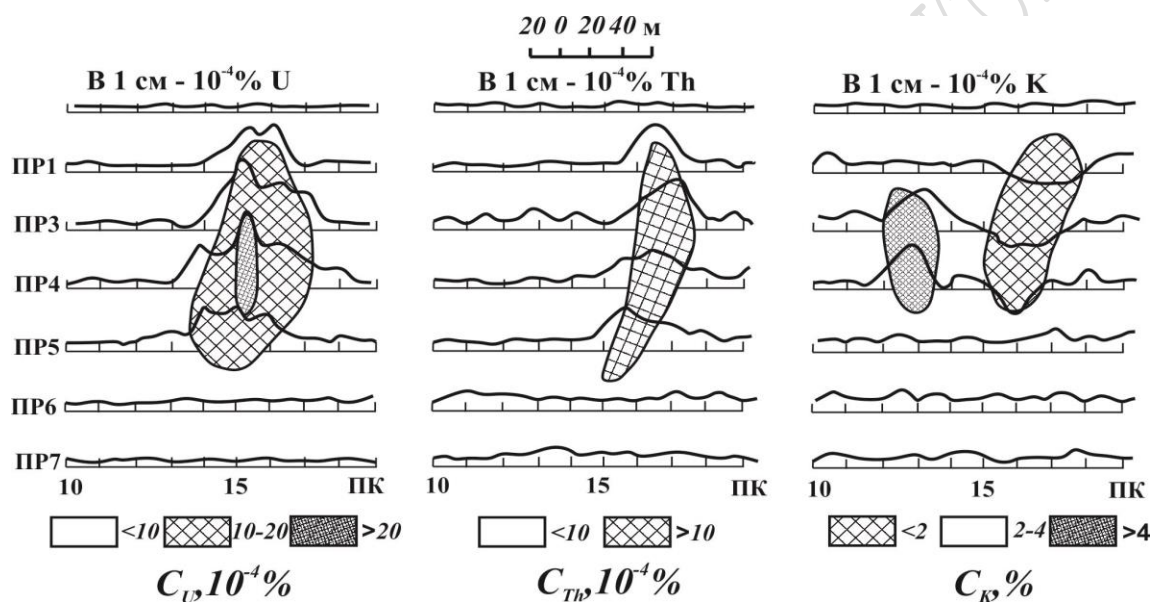 20 0 20 40 м
В 1 см - 10⁻⁴% U
В 1 см - 10⁻⁴% Th
В 1 см - 10⁻⁴% К
ПР1
ПР3
ПР4
ПР5
ПР6
ПР7
10 15 ПК
10 15 ПК
10 15 ПК
<10 10-20 >20
<10 >10
<2 2-4 >4
C_U,10⁻⁴%
C_Th,10⁻⁴%
C_K,%